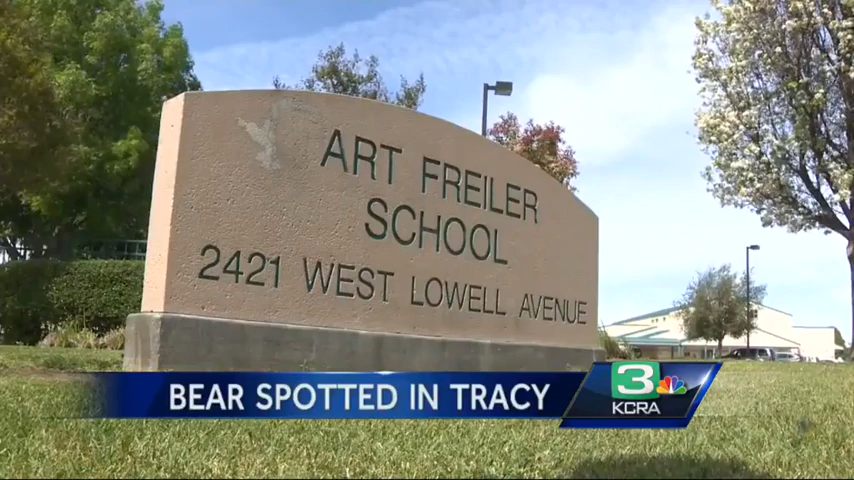 ART FREILER
SCHOOL
2421 WEST LOWELL AVENUE
BEAR SPOTTED IN TRACY
3
KCRA